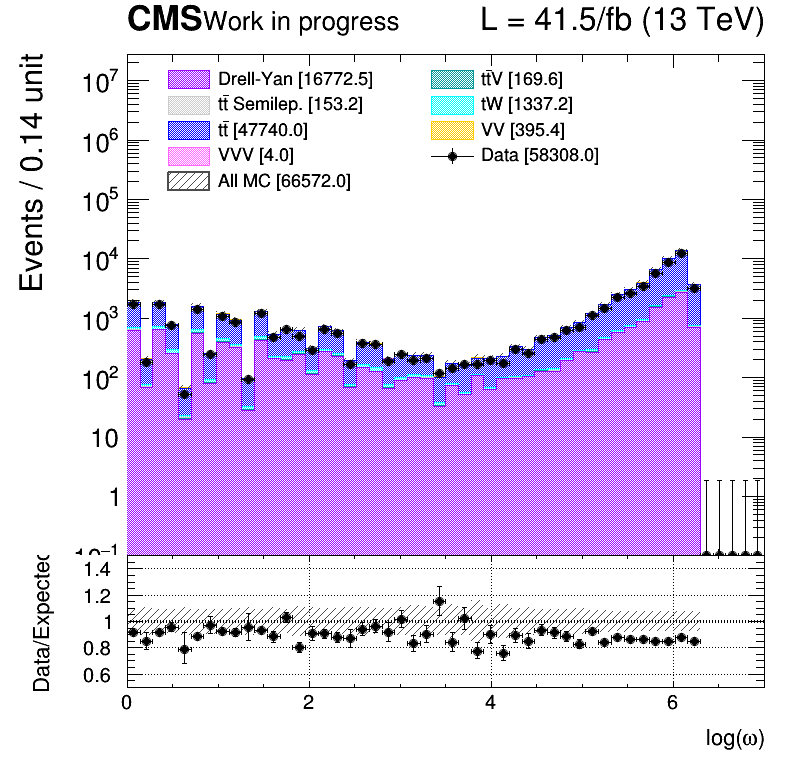 CMS Work in progress L = 41.5/fb (13 TeV)
Events / 0.14 unit
Drell-Yan [16772.5]
tt̄ Semilep. [153.2]
tt̄ [47740.0]
VVV [4.0]
All MC [66572.0]
tt̄V [169.6]
tW [1337.2]
VV [395.4]
Data [58308.0]
10⁷
10⁶
10⁵
10⁴
10³
10²
10
1
10⁻¹
Data/Expected
1.4
1.2
1
0.8
0.6
0 2 4 6
log(ω)